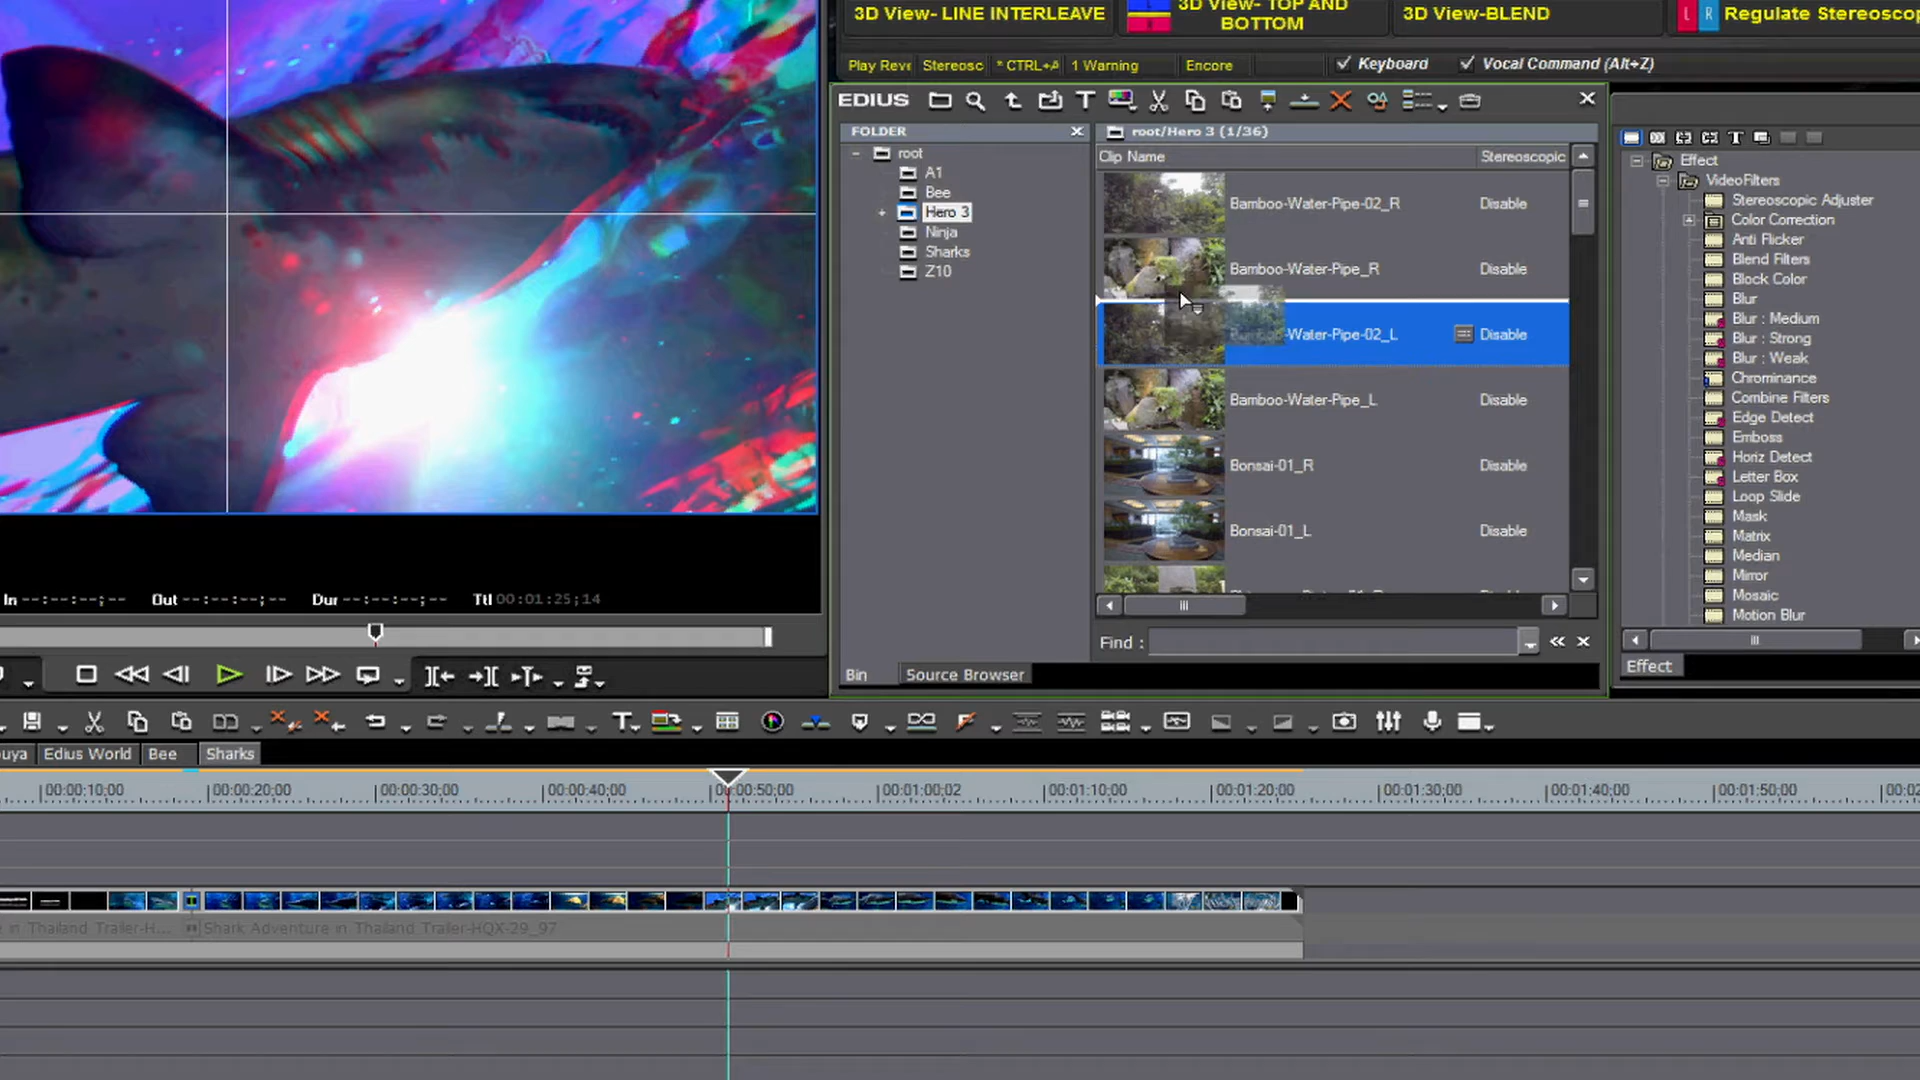 3D View- LINE INTERLEAVE
3D View- TOP AND
BOTTOM
3D View-BLEND
L R Regulate Stereoscop
Play Reve
Stereosc
* CTRL+A
1 Warning
Encore
Keyboard
Vocal Command (Alt+Z)
EDIUS
FOLDER
root/Hero 3 (1/36)
root
A1
Bee
Hero 3
Ninja
Sharks
Z10
Clip Name
Stereoscopic
Bamboo-Water-Pipe-02_R
Disable
Bamboo-Water-Pipe_R
Disable
Bamboo-Water-Pipe-02_L
Disable
Bamboo-Water-Pipe_L
Disable
Bonsai-01_R
Disable
Bonsai-01_L
Disable
Find :
Bin
Source Browser
Effect
VideoFilters
Stereoscopic Adjuster
Color Correction
Anti Flicker
Blend Filters
Block Color
Blur
Blur : Medium
Blur : Strong
Blur : Weak
Chrominance
Combine Filters
Edge Detect
Emboss
Horiz Detect
Letter Box
Loop Slide
Mask
Matrix
Median
Mirror
Mosaic
Motion Blur
Effect
In --:--:--;--
Out --:--:--;--
Dur --:--:--;--
Ttl 00:01:25;14
uya
Edius World
Bee
Sharks
00:00:10;00
00:00:20;00
00:00:30;00
00:00:40;00
00:00:50;00
00:01:00;02
00:01:10;00
00:01:20;00
00:01:30;00
00:01:40;00
00:01:50;00
00:02
e in Thailand Trailer-H...
Shark Adventure in Thailand Trailer-HQX-29_97